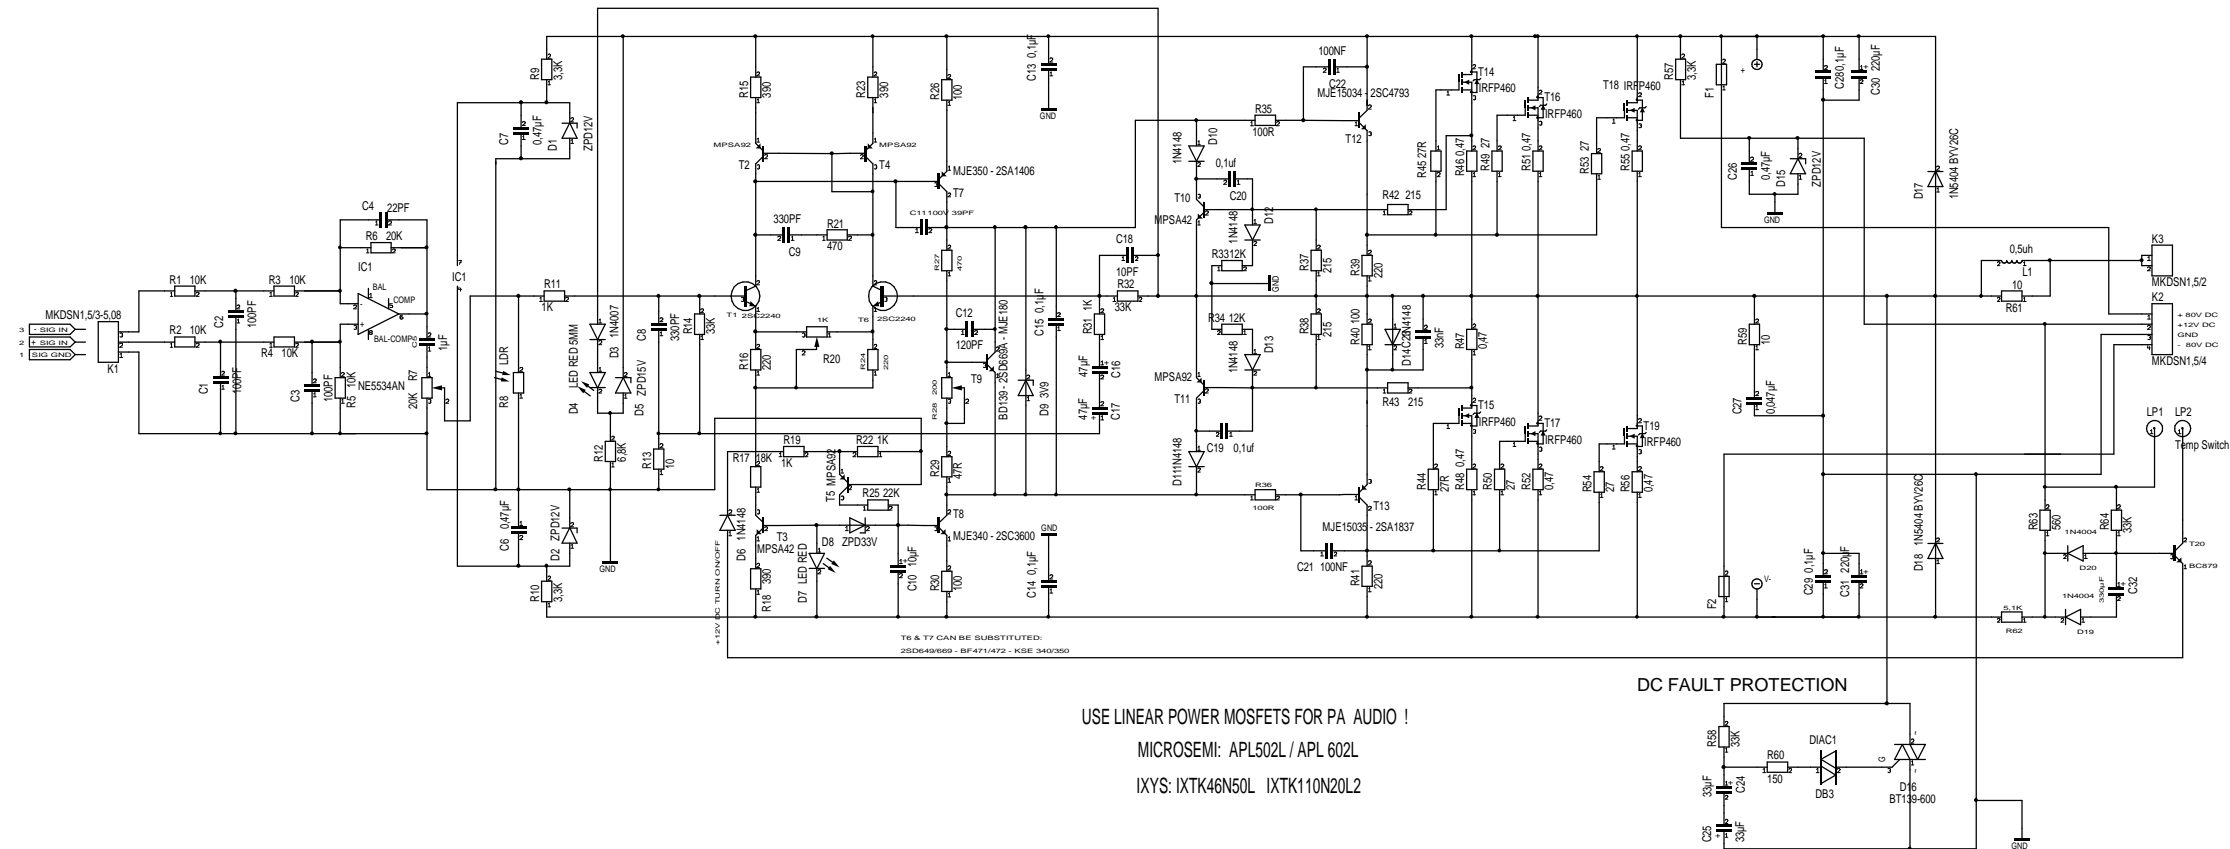 MKDSN1,5/3-5,08
3 - SIG IN
2 + SIG IN
1 SIG GND
K1
R1 10K
R2 10K
R3 10K
R4 10K
C1
100PF
C2
100PF
C3
100PF
R5 10K
C4 22PF
R6 20K
IC1
BAL
COMP
BAL-COMP
NE5534AN
1µF
R7
20K
IC1
C7
0,47µF
D1
ZPD12V
R9
3,3K
R8 LDR
R11
1K
C6 0,47µF
D2 ZPD12V
R10
3,3K
D4 LED RED 5MM
D3 1N4007
D5 ZPD15V
R12
6,8K
GND
R13
10
C8
330PF
R14
33K
R15
390
MPSA92
T2
R23
390
MPSA92
T4
R26
100
MJE350 - 2SA1406
T7
C11 100V 39PF
330PF
C9
R21
470
T1 2SC2240
T6 2SC2240
R16
220
1K
R20
R24
220
R27
470
C12
120PF
T9
BD139 - 2SD669A - MJE180
R28 200
D9 3V9
C15 0,1µF
R29
47R
R17 18K
R19
1K
R22 1K
T5 MPSA92
R25 22K
T8
MJE340 - 2SC3600
D6 1N4148
T3
MPSA42
R18
390
D7 LED RED
D8
ZPD33V
C10 10µF
R30
100
+12V DC TURN ON/OFF
T6 & T7 CAN BE SUBSTITUTED:
2SD649/669 - BF471/472 - KSE 340/350
C13 0,1µF
GND
GND
C14 0,1µF
C18
10PF
R32
33K
R31 1K
47µF
C16
47µF
C17
1N4148
D10
0,1uf
C20
T10
MPSA42
1N4148
D12
R33 12K
GND
R34 12K
1N4148
D13
MPSA92
T11
C19 0,1uf
D11 1N4148
R35
100R
R36
100R
100NF
C22
MJE15034 - 2SC4793
T12
R37
215
R38
215
R39
220
R40 100
D14
1N4148
33nF
R42 215
R43 215
T13
MJE15035 - 2SA1837
C21 100NF
R41
220
T14
IRFP460
R45 27R
R46 0,47
T16
IRFP460
R49 27
R51 0,47
T18 IRFP460
R53 27
R55 0,47
R47
0,47
T15
IRFP460
R44
27R
R48 0,47
T17
IRFP460
R50
27
R52
0,47
T19
IRFP460
R54
27
R56
0,47
R57
3,3K
F1
+
C26
0,47µF
D15
ZPD12V
GND
C28 0,1µF
C30 220µF
D17
1N5404 BYV26C
0,5uh
L1
10
R61
K3
MKDSN1,5/2
K2
+ 80V DC
+12V DC
GND
- 80V DC
MKDSN1,5/4
R59
10
C27
0,047µF
F2
V-
C29 0,1µF
C31 220µF
D18 1N5404 BYV26C
LP1 LP2
Temp Switch
R63
560
R64
33K
1N4004
D20
T20
BC879
330µF
C32
1N4004
D19
5,1K
R62
DC FAULT PROTECTION
R58
33K
33µF
C24
C25
33µF
R60
150
DIAC1
DB3
G
D16
BT139-600
GND
USE LINEAR POWER MOSFETS FOR PA AUDIO !
MICROSEMI: APL502L / APL 602L
IXYS: IXTK46N50L IXTK110N20L2